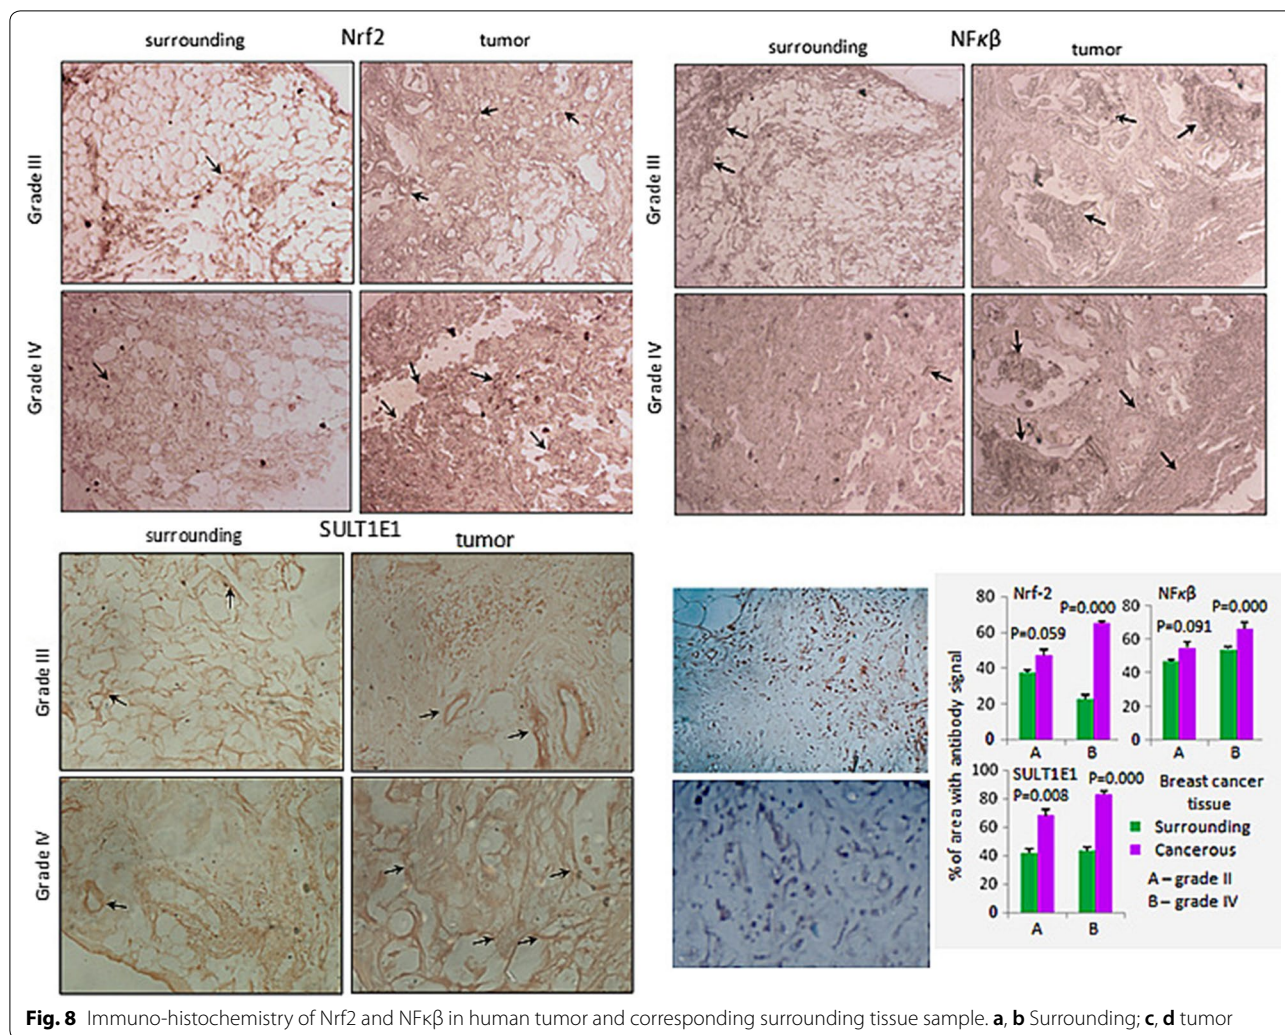 Nrf2
surrounding
tumor
Grade III
Grade IV
NFκβ
surrounding
tumor
Grade III
Grade IV
SULT1E1
surrounding
tumor
Grade III
Grade IV
% of area with antibody signal
Nrf-2
80
60
40
20
0
P=0.059
P=0.000
A
B
NFκβ
80
60
40
20
0
P=0.091
P=0.000
A
B
SULT1E1
100
80
60
40
20
0
P=0.008
P=0.000
A
B
Breast cancer
tissue
Surrounding
Cancerous
A – grade II
B – grade IV
Fig. 8 Immuno-histochemistry of Nrf2 and NFκβ in human tumor and corresponding surrounding tissue sample. a, b Surrounding; c, d tumor